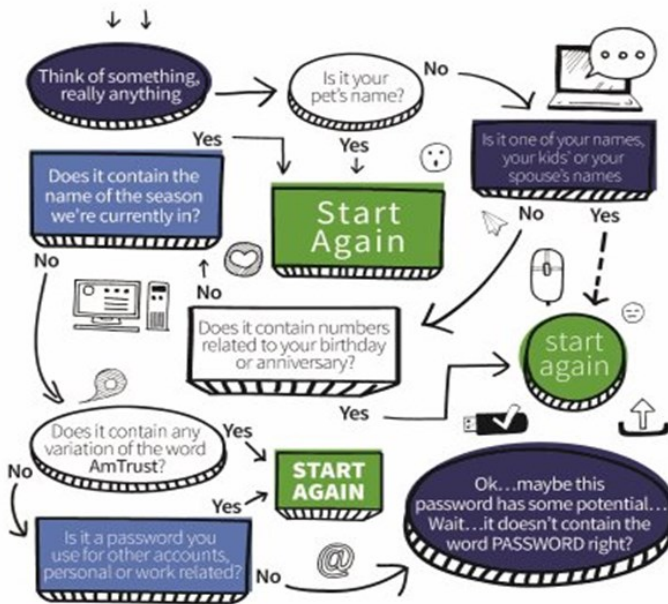 Think of something,
really anything
Is it your
pet's name?
No
Is it one of your names,
your kids' or your
spouse's names
Yes
Yes
Does it contain the
name of the season
we're currently in?
Start
Again
No
Yes
No
No
Does it contain numbers
related to your birthday
or anniversary?
start
again
Yes
Does it contain any
variation of the word
AmTrust?
Yes
START
AGAIN
No
Yes
Ok...maybe this
password has some potential...
Wait...it doesn't contain the
word PASSWORD right?
Is it a password you
use for other accounts,
personal or work related?
No
@